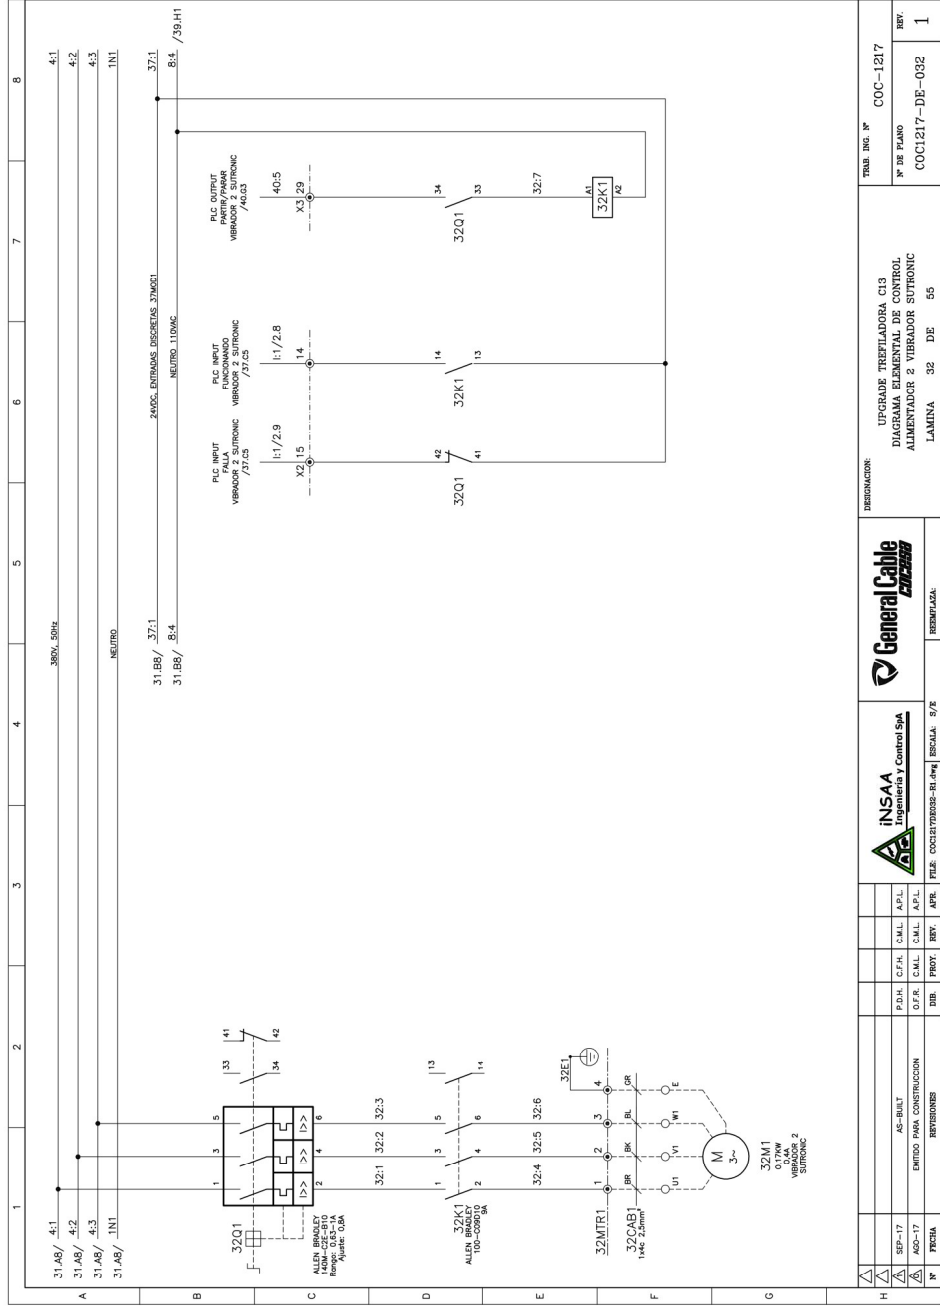 1 2 3 4 5 6 7 8
A
B
C
D
E
F
G
H
31.A8/ 4:1
380V, 50Hz
4:1
31.A8/ 4:2
4:2
31.A8/ 4:3
4:3
31.A8/ 1N1
NEUTRO
1N1
31.B8/ 37:1
24VDC, ENTRADAS DISCRETAS 37MOD1
37:1
31.B8/ 8:4
NEUTRO 110VAC
8:4
/39.H1
32Q1
1 3 5
33 41
I>> I>> I>>
2 4 6
34 42
ALLEN BRADLEY
140M-C2E-B10
Rango: 0,63-1A
Ajuste: 0,8A
32:1 32:2 32:3
1 3 5 13
32K1
2 4 6 14
ALLEN BRADLEY
100-C09D10
9A
32:4 32:5 32:6
32E1
32MTR1
1 2 3 4
32CAB1
1x4c 2,5mm²
BR BK BL GR
U1 V1 W1 E
M
3~
32M1
0.17KW
0,4A
VIBRADOR 2
SUTRONIC
PLC INPUT
FALLA
VIBRADOR 2 SUTRONIC
/37.C5
I:1/2.9
X2 15
42
32Q1
41
PLC INPUT
FUNCIONANDO
VIBRADOR 2 SUTRONIC
/37.C5
I:1/2.8
14
14
32K1
13
PLC OUTPUT
PARTIR/PARAR
VIBRADOR 2 SUTRONIC
/40.G3
40:5
X3 29
34
32Q1
33
32:7
A1
32K1
A2
SEP-17 AS-BUILT P.D.H. C.F.H. C.M.L. A.P.L.
AGO-17 EMITIDO PARA CONSTRUCCION O.F.R. C.M.L. C.M.L. A.P.L.
Nº FECHA REVISIONES DIB. PROY. REV. APR.
iNSAA
Ingeniería y Control SpA
FILE: COC1217DE032-R1.dwg ESCALA: S/E
General Cable
cocesa
REEMPLAZA:
DESIGNACION:
UPGRADE TREFILADORA C13
DIAGRAMA ELEMENTAL DE CONTROL
ALIMENTADOR 2 VIBRADOR SUTRONIC
LAMINA 32 DE 55
TRAB. ING. Nº
COC-1217
Nº DE PLANO
COC1217-DE-032
REV.
1